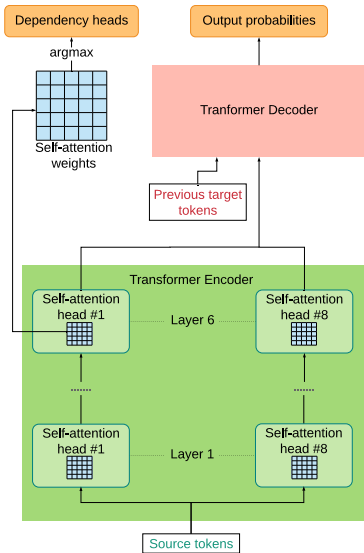 Dependency heads
Output probabilities
argmax
Self-attention
weights
Tranformer Decoder
Previous target
tokens
Transformer Encoder
Self-attention
head #1
Layer 6
Self-attention
head #8
......
......
Self-attention
head #1
Layer 1
Self-attention
head #8
Source tokens